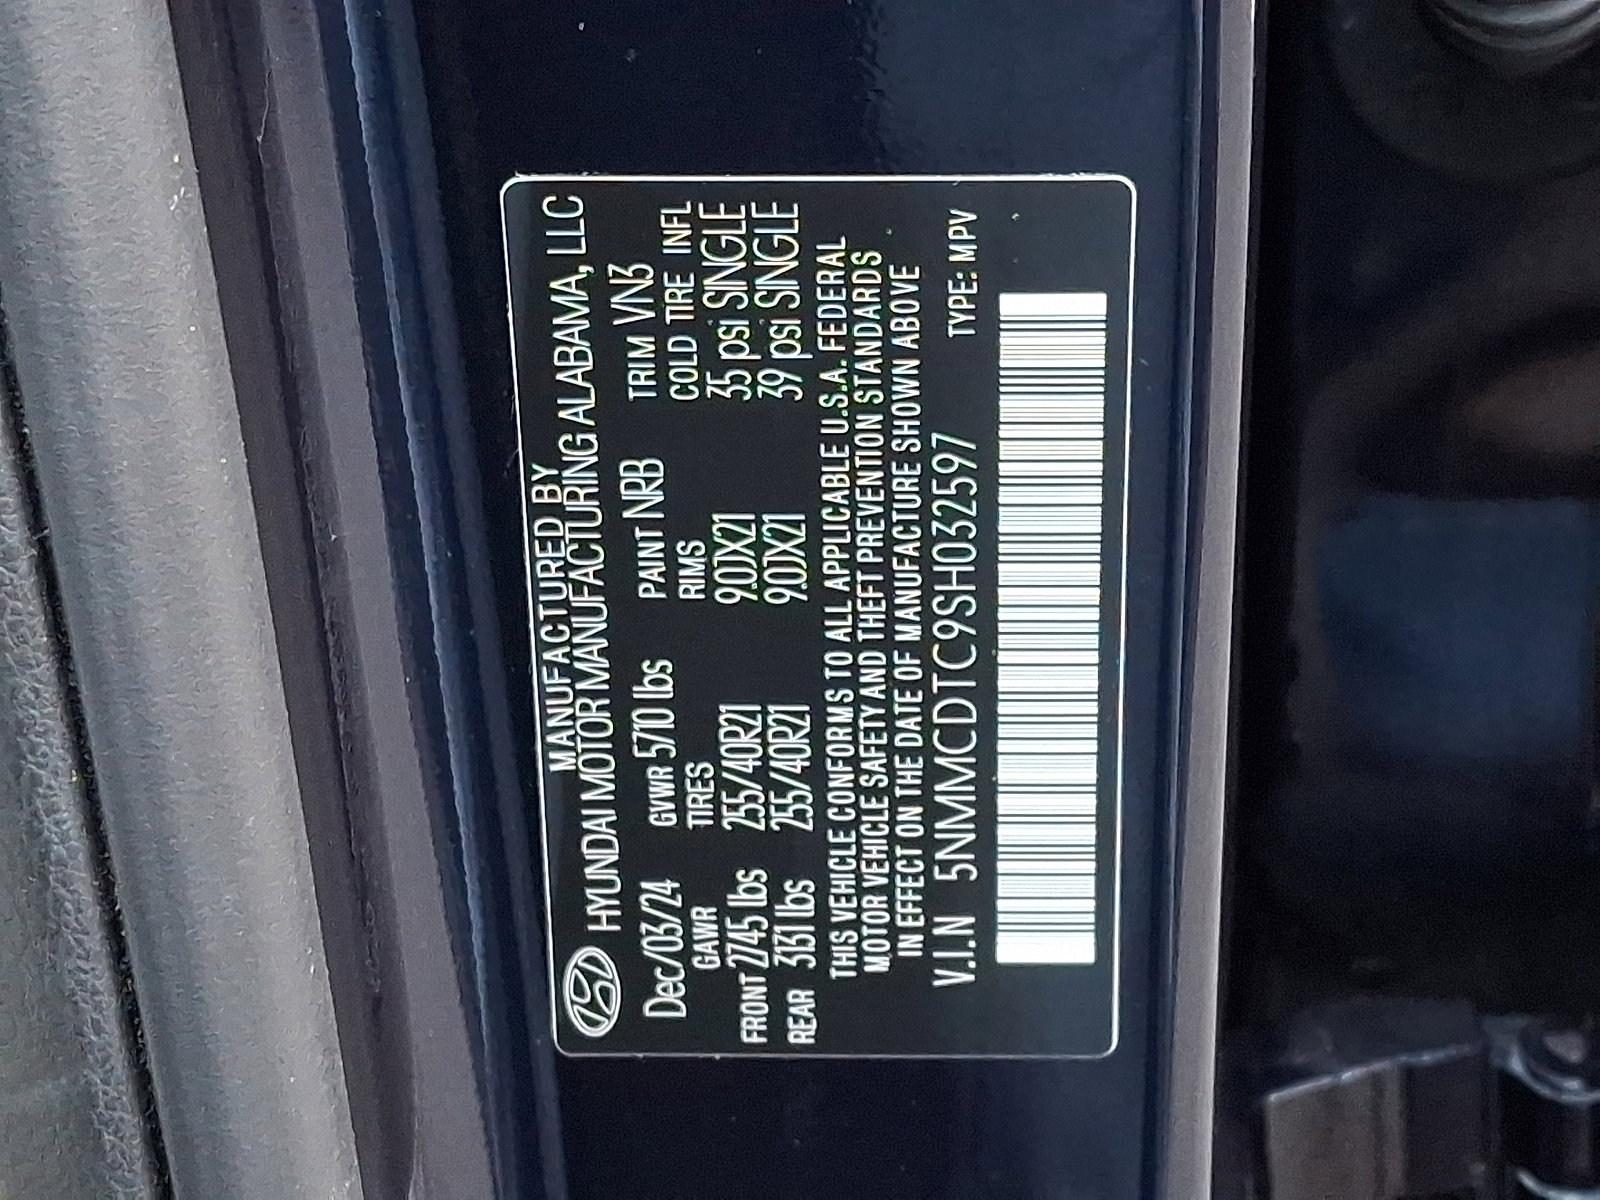 MANUFACTURED BY
HYUNDAI MOTOR MANUFACTURING ALABAMA, LLC
Dec/03/24 GVWR 5710 lbs PAINT NRB TRIM VN3
GAWR TIRES RIMS COLD TIRE INFL
FRONT 2745 lbs 255/40R21 9.0JX21 35 psi SINGLE
REAR 3131 lbs 255/40R21 9.0JX21 39 psi SINGLE
THIS VEHICLE CONFORMS TO ALL APPLICABLE U.S.A. FEDERAL
MOTOR VEHICLE SAFETY AND THEFT PREVENTION STANDARDS
IN EFFECT ON THE DATE OF MANUFACTURE SHOWN ABOVE
V.I.N 5NMMCDTC9SH032597 TYPE: MPV